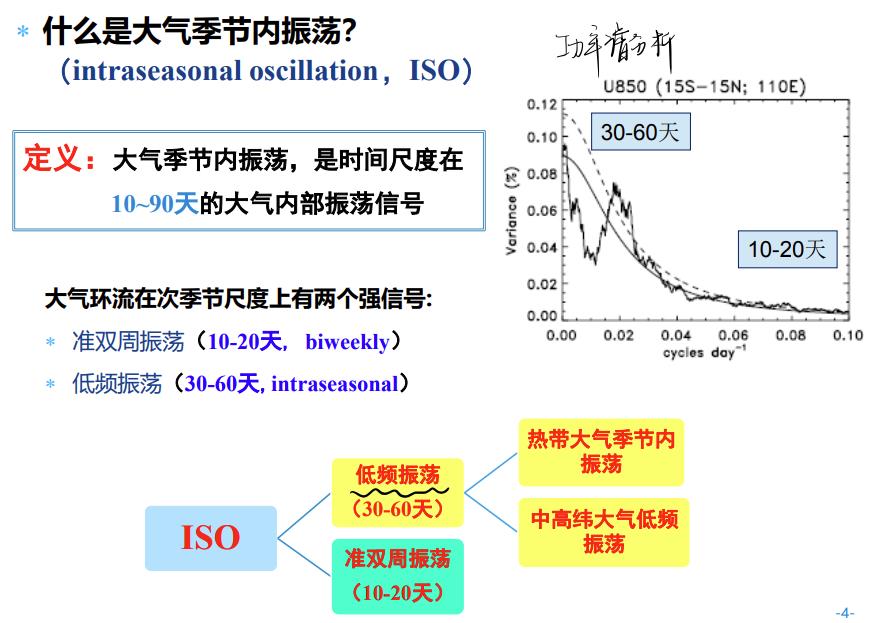 * 什么是大气季节内振荡?
（intraseasonal oscillation，ISO）
定义：大气季节内振荡，是时间尺度在
10~90天的大气内部振荡信号
功率谱分析
U850 (15S-15N; 110E)
30-60天
10-20天
Variance (%)
0.12
0.10
0.08
0.06
0.04
0.02
0.00
0.00 0.02 0.04 0.06 0.08 0.10
cycles day⁻¹
大气环流在次季节尺度上有两个强信号:
* 准双周振荡（10-20天， biweekly）
* 低频振荡（30-60天, intraseasonal）
ISO
低频振荡
（30-60天）
准双周振荡
（10-20天）
热带大气季节内
振荡
中高纬大气低频
振荡
-4-